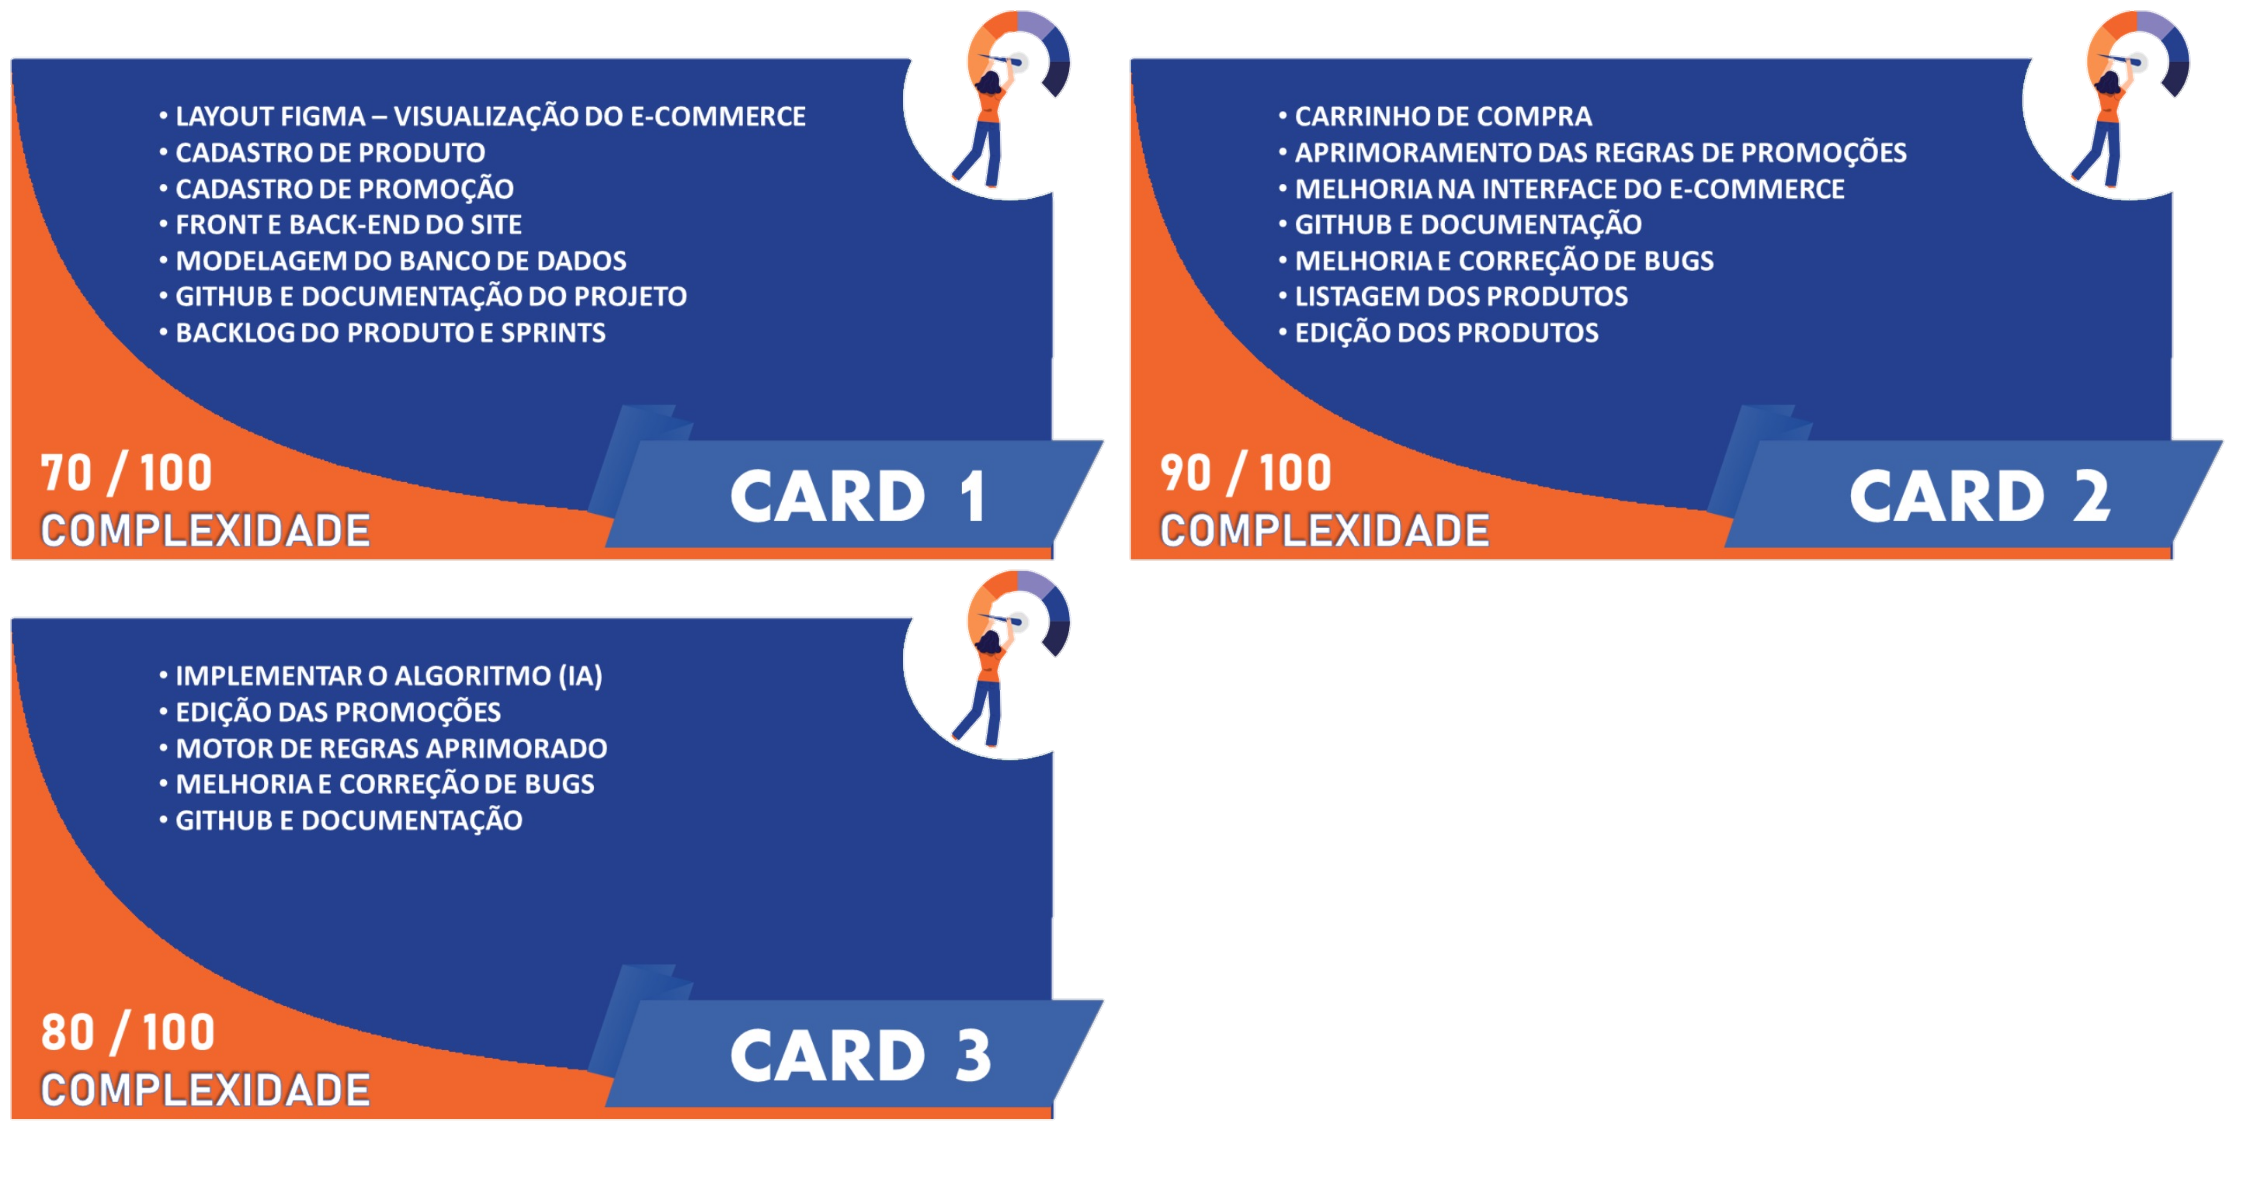 • LAYOUT FIGMA – VISUALIZAÇÃO DO E-COMMERCE
• CADASTRO DE PRODUTO
• CADASTRO DE PROMOÇÃO
• FRONT E BACK-END DO SITE
• MODELAGEM DO BANCO DE DADOS
• GITHUB E DOCUMENTAÇÃO DO PROJETO
• BACKLOG DO PRODUTO E SPRINTS
70 / 100
COMPLEXIDADE
CARD 1
• CARRINHO DE COMPRA
• APRIMORAMENTO DAS REGRAS DE PROMOÇÕES
• MELHORIA NA INTERFACE DO E-COMMERCE
• GITHUB E DOCUMENTAÇÃO
• MELHORIA E CORREÇÃO DE BUGS
• LISTAGEM DOS PRODUTOS
• EDIÇÃO DOS PRODUTOS
90 / 100
COMPLEXIDADE
CARD 2
• IMPLEMENTAR O ALGORITMO (IA)
• EDIÇÃO DAS PROMOÇÕES
• MOTOR DE REGRAS APRIMORADO
• MELHORIA E CORREÇÃO DE BUGS
• GITHUB E DOCUMENTAÇÃO
80 / 100
COMPLEXIDADE
CARD 3